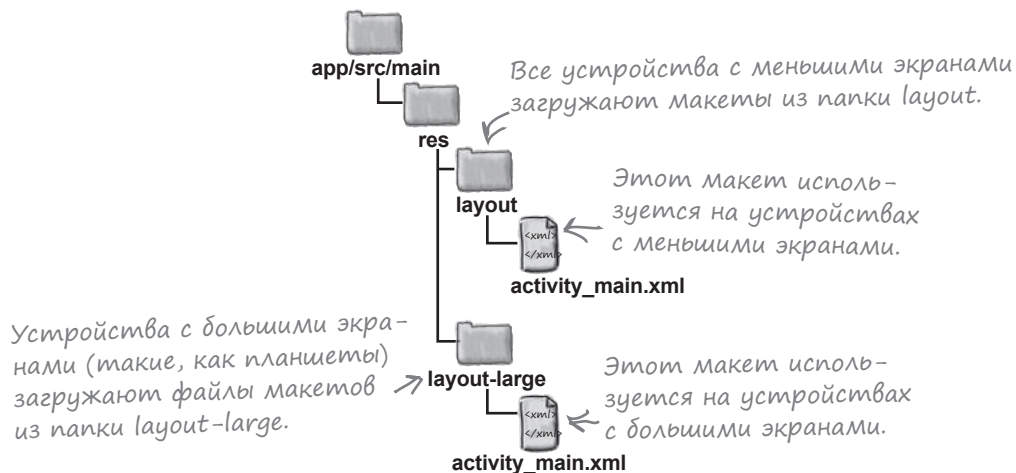 app/src/main
Все устройства с меньшими экранами
загружают макеты из папки layout.
res
layout
Этот макет исполь-
зуется на устройствах
с меньшими экранами.
<xml>
</xml>
activity_main.xml
Устройства с большими экра-
нами (такие, как планшеты)
загружают файлы макетов
из папки layout-large.
layout-large
Этот макет исполь-
зуется на устройствах
с большими экранами.
<xml>
</xml>
activity_main.xml